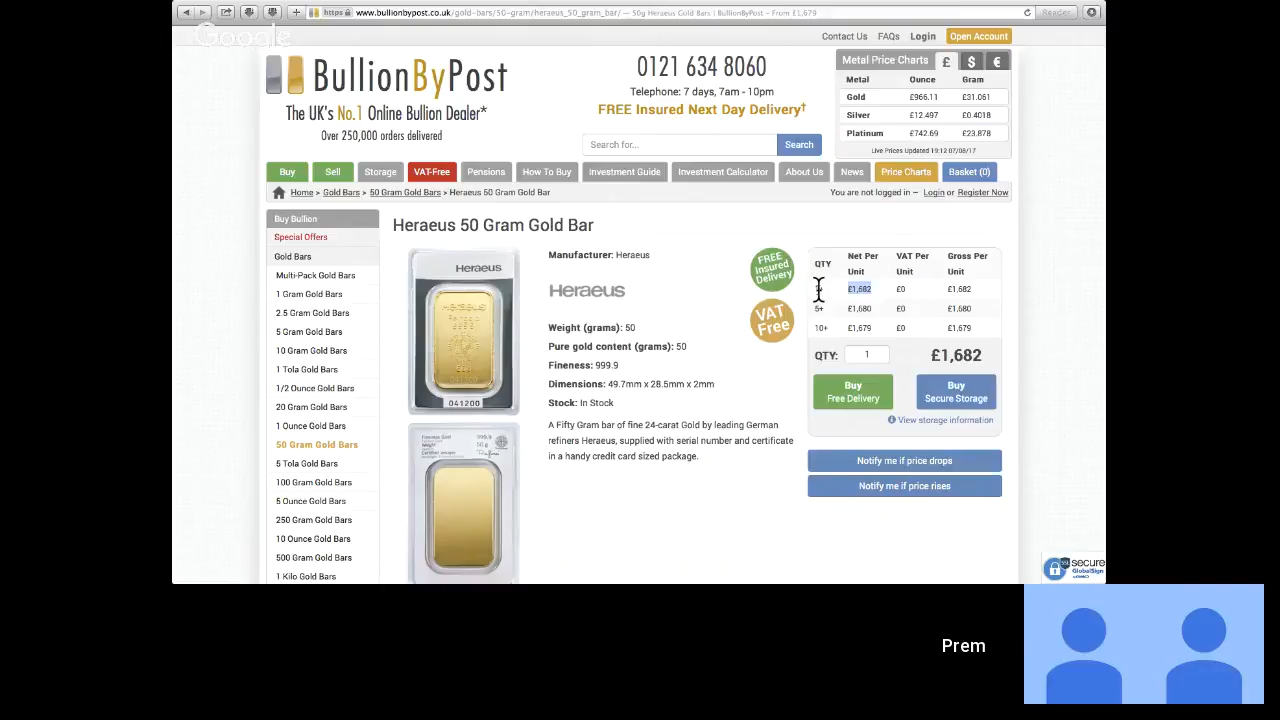 https www.bullionbypost.co.uk/gold-bars/50-gram/heraeus_50_gram_bar/ — 50g Heraeus Gold Bars | BullionByPost - From £1,679
Reader
Google
Contact Us FAQs Login Open Account
BullionByPost
The UK's No.1 Online Bullion Dealer*
Over 250,000 orders delivered
0121 634 8060
Telephone: 7 days, 7am - 10pm
FREE Insured Next Day Delivery†
Search for... Search
Metal Price Charts £ $ €
Metal Ounce Gram
Gold £966.11 £31.061
Silver £12.497 £0.4018
Platinum £742.69 £23.878
Live Prices Updated 19:12 07/08/17
Buy Sell Storage VAT-Free Pensions How To Buy Investment Guide Investment Calculator About Us News Price Charts Basket (0)
Home > Gold Bars > 50 Gram Gold Bars > Heraeus 50 Gram Gold Bar
You are not logged in – Login or Register Now
Buy Bullion
Special Offers
Gold Bars
Multi-Pack Gold Bars
1 Gram Gold Bars
2.5 Gram Gold Bars
5 Gram Gold Bars
10 Gram Gold Bars
1 Tola Gold Bars
1/2 Ounce Gold Bars
20 Gram Gold Bars
1 Ounce Gold Bars
50 Gram Gold Bars
5 Tola Gold Bars
100 Gram Gold Bars
5 Ounce Gold Bars
250 Gram Gold Bars
10 Ounce Gold Bars
500 Gram Gold Bars
1 Kilo Gold Bars
Heraeus 50 Gram Gold Bar
Heraeus
041200
Manufacturer: Heraeus
Heraeus
Weight (grams): 50
Pure gold content (grams): 50
Fineness: 999.9
Dimensions: 49.7mm x 28.5mm x 2mm
Stock: In Stock
A Fifty Gram bar of fine 24-carat Gold by leading German
refiners Heraeus, supplied with serial number and certificate
in a handy credit card sized package.
FREE
Insured
Delivery
VAT
Free
QTY Net Per Unit VAT Per Unit Gross Per Unit
£1,682 £0 £1,682
5+ £1,680 £0 £1,680
10+ £1,679 £0 £1,679
QTY: 1 £1,682
Buy
Free Delivery
Buy
Secure Storage
View storage information
Notify me if price drops
Notify me if price rises
secure
GlobalSign
Prem